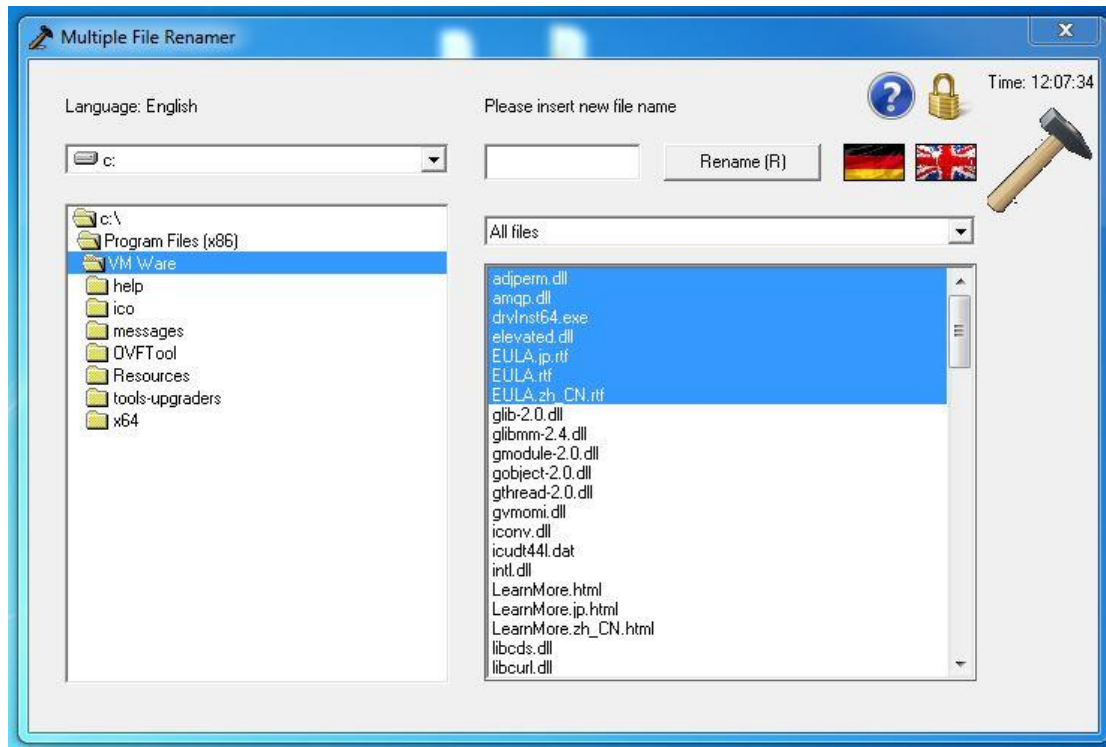 Multiple File Renamer
Time: 12:07:34
Language: English
Please insert new file name
c:
Rename (R)
c:\
Program Files (x86)
VM Ware
help
ico
messages
OVFTool
Resources
tools-upgraders
x64
All files
adjperm.dll
amqp.dll
drvInst64.exe
elevated.dll
EULA.jp.rtf
EULA.rtf
EULA.zh_CN.rtf
glib-2.0.dll
glibmm-2.4.dll
gmodule-2.0.dll
gobject-2.0.dll
gthread-2.0.dll
gvmomi.dll
iconv.dll
icudt44l.dat
intl.dll
LearnMore.html
LearnMore.jp.html
LearnMore.zh_CN.html
libcds.dll
libcurl.dll